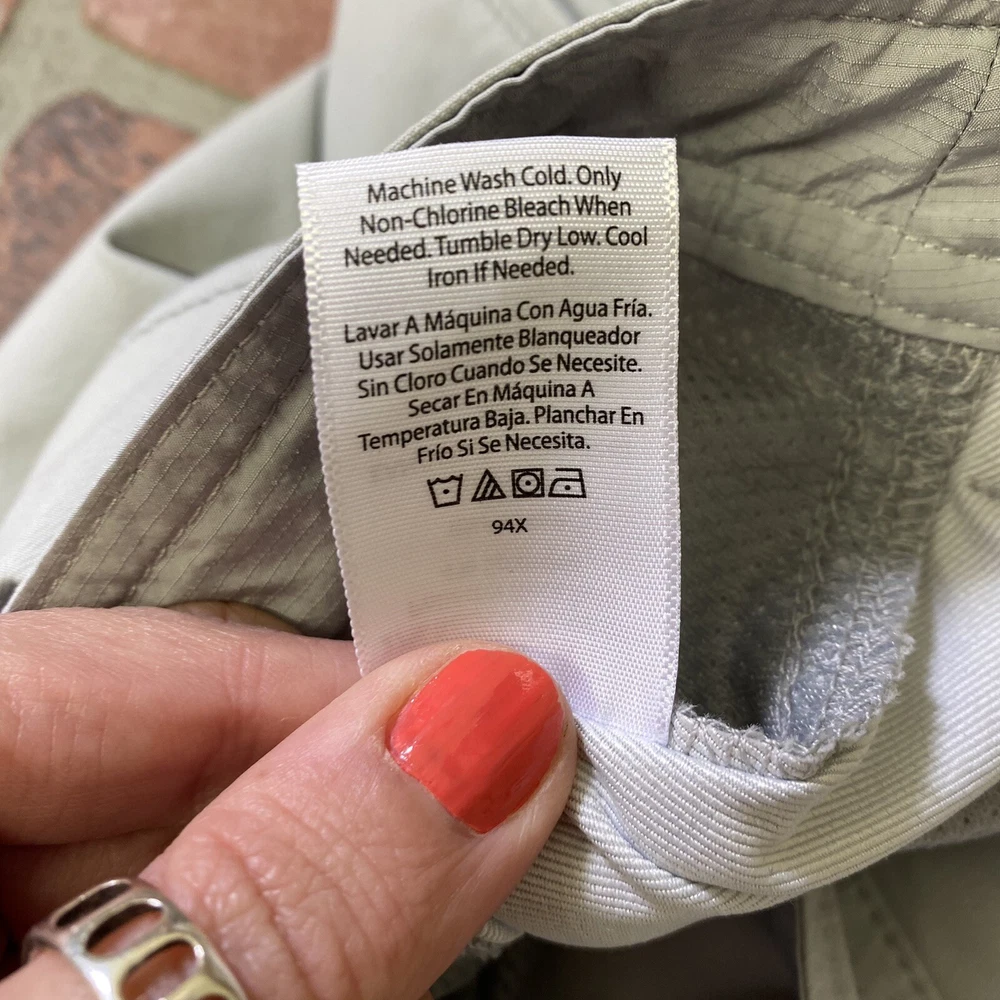 Machine Wash Cold. Only
Non-Chlorine Bleach When
Needed. Tumble Dry Low. Cool
Iron If Needed.
Lavar A Máquina Con Agua Fría.
Usar Solamente Blanqueador
Sin Cloro Cuando Se Necesite.
Secar En Máquina A
Temperatura Baja. Planchar En
Frío Si Se Necesita.
94X